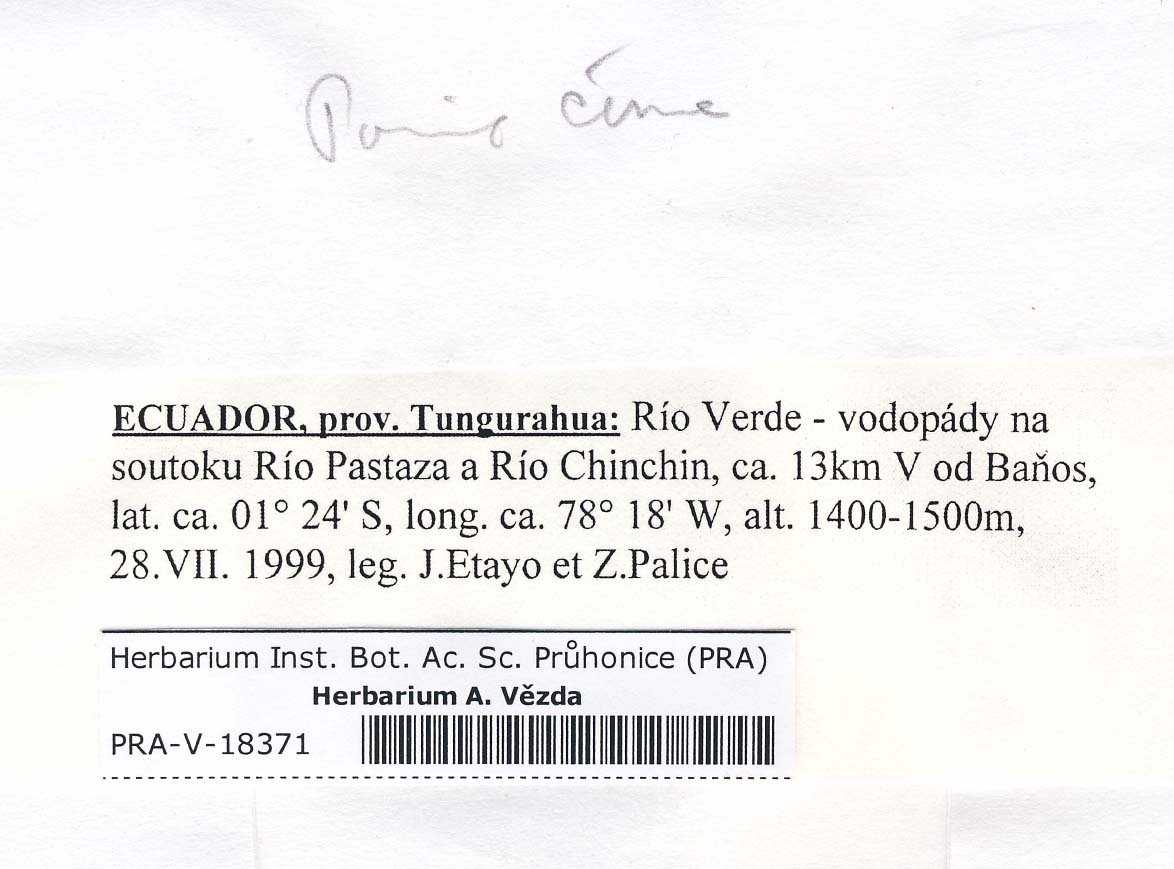 ECUADOR, prov. Tungurahua: Río Verde - vodopády na
soutoku Río Pastaza a Río Chinchin, ca. 13km V od Baňos,
lat. ca. 01° 24' S, long. ca. 78° 18' W, alt. 1400-1500m,
28.VII. 1999, leg. J.Etayo et Z.Palice
Herbarium Inst. Bot. Ac. Sc. Průhonice (PRA)
Herbarium A. Vězda
PRA-V-18371